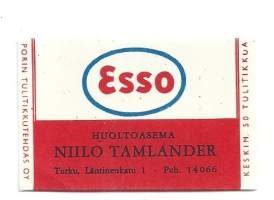 PORIN TULITIKKUTEHDAS OY
Esso
HUOLTOASEMA
NIILO TAMLANDER
Turku, Läntinenkatu 1 - Puh. 14066
KESKIM. 50 TULITIKKUA